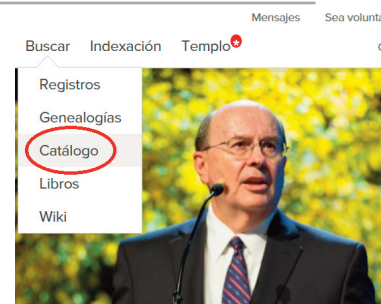 Mensajes Sea volunta
Buscar Indexación Templo
Registros
Genealogías
Catálogo
Libros
Wiki